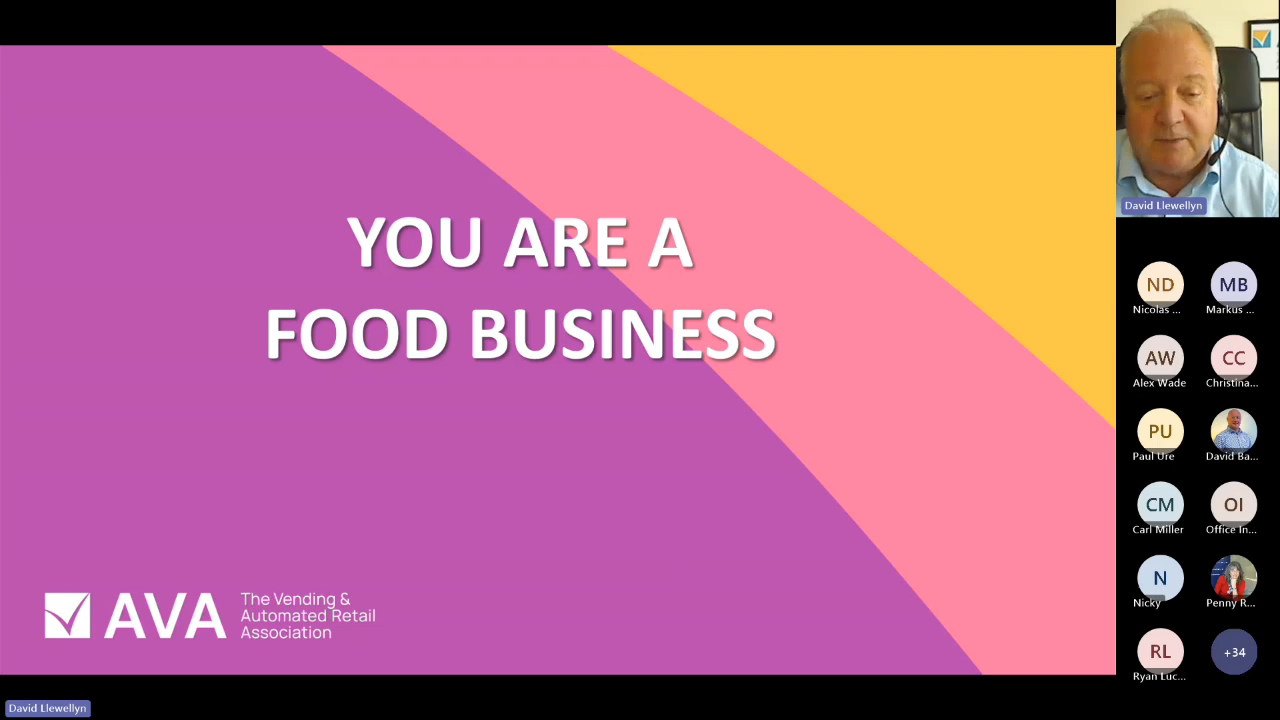 YOU ARE A
FOOD BUSINESS
AVA
The Vending &
Automated Retail
Association
David Llewellyn
David Llewellyn
ND
MB
Nicolas ...
Markus ...
AW
CC
Alex Wade
Christina...
PU
Paul Ure
David Ba...
CM
OI
Carl Miller
Office In...
N
Nicky
Penny R...
RL
+34
Ryan Luc...